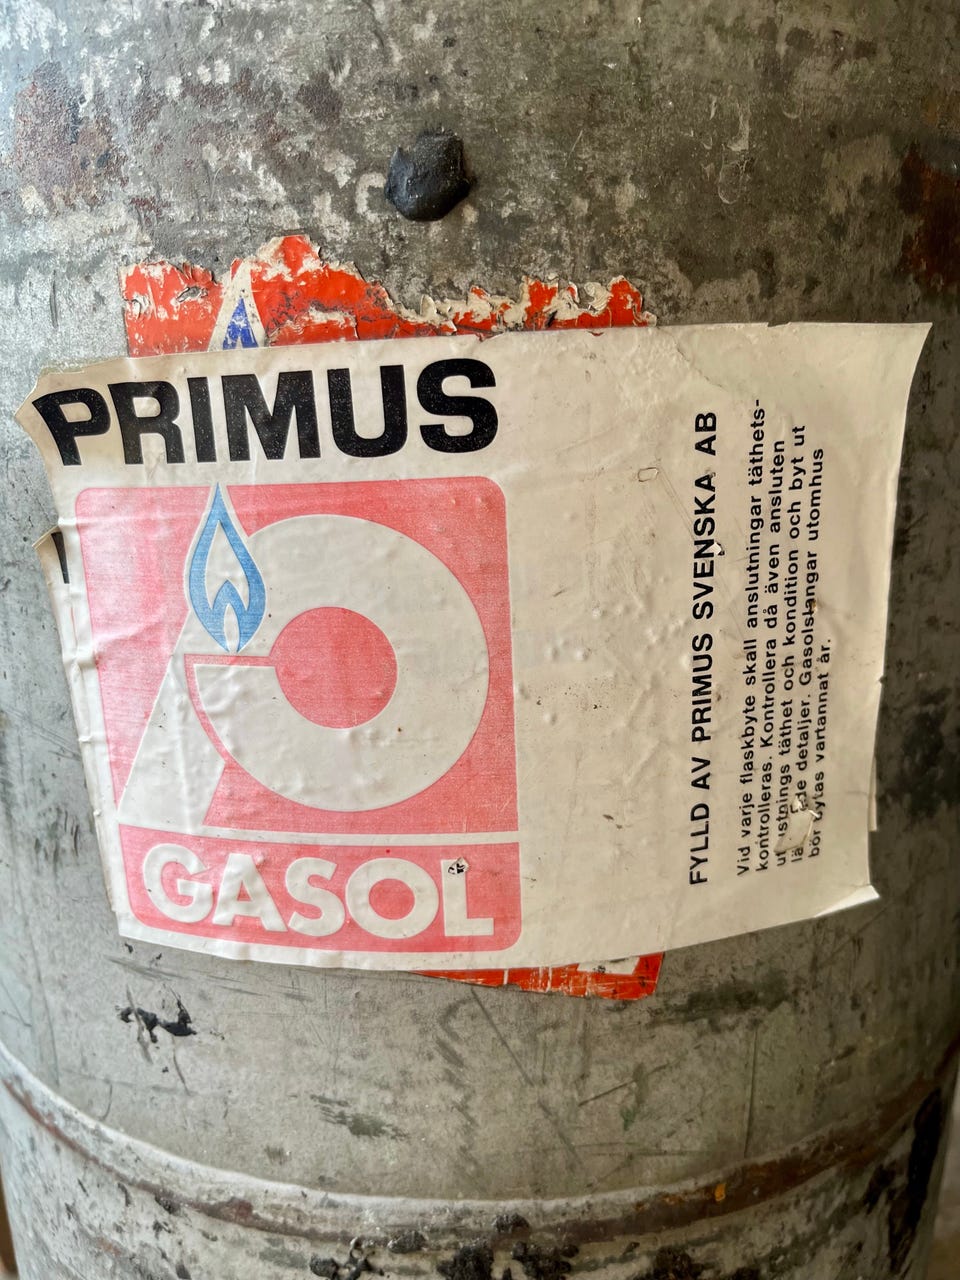 PRIMUS
GASOL
FYLLD AV PRIMUS SVENSKA AB
Vid varje flaskbyte skall anslutningar täthets-
kontrolleras. Kontrollera då även ansluten
täthet och kondition och byt ut
detaljer. Gasolslangar utomhus
bör bytas vartannat år.